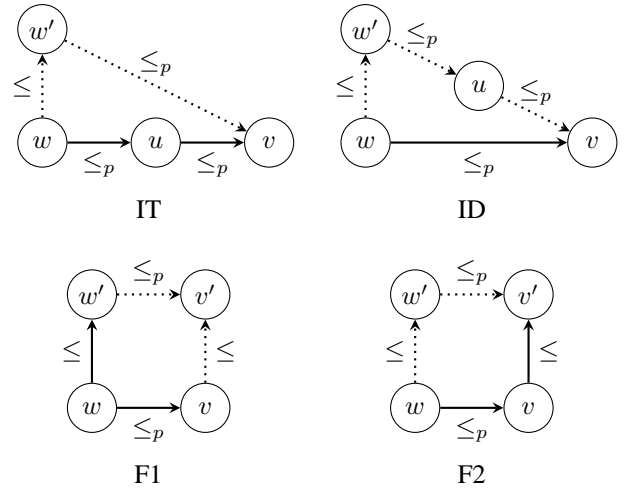 w′ w′
≤p ≤p
u
≤ ≤ ≤p
w u v w v
≤p ≤p ≤p
IT ID
≤p ≤p
w′ v′ w′ v′
≤ ≤ ≤ ≤
w v w v
≤p ≤p
F1 F2